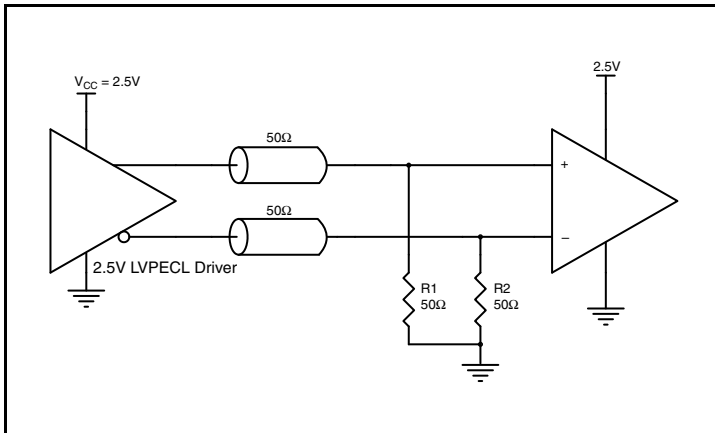 V_CC = 2.5V
2.5V
50Ω
+
50Ω
–
2.5V LVPECL Driver
R1
50Ω
R2
50Ω